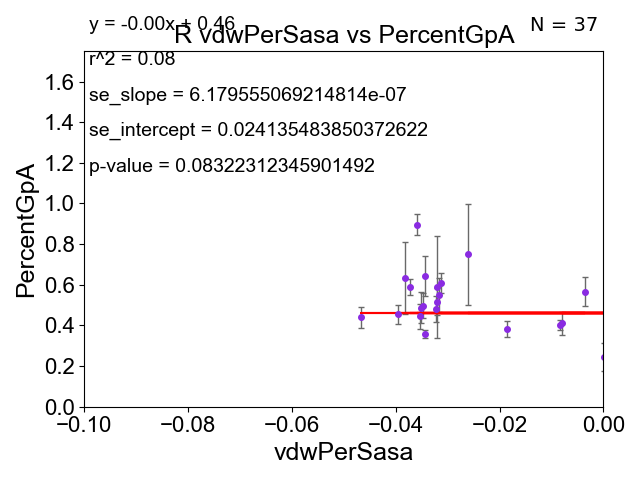 y = -0.00x + 0.46
N = 37
R vdwPerSasa vs PercentGpA
r^2 = 0.08
se_slope = 6.179555069214814e-07
se_intercept = 0.024135483850372622
p-value = 0.08322312345901492
PercentGpA
1.6
1.4
1.2
1.0
0.8
0.6
0.4
0.2
0.0
−0.10
−0.08
−0.06
−0.04
−0.02
0.00
vdwPerSasa